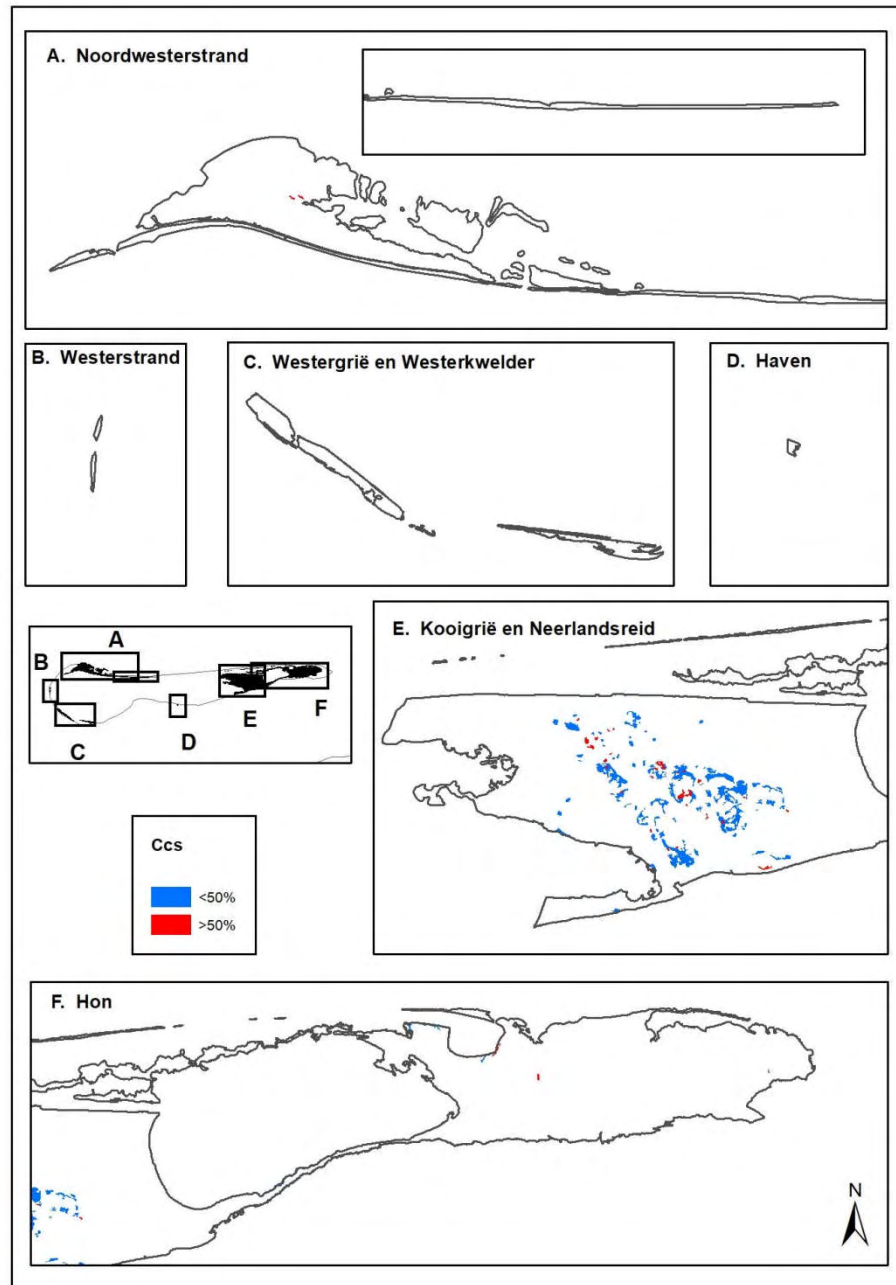 A. Noordwesterstrand
B. Westerstrand
C. Westergrië en Westerkwelder
D. Haven
A
B
C
D
E
F
E. Kooigrië en Neerlandsreid
Ccs
<50%
>50%
F. Hon
N